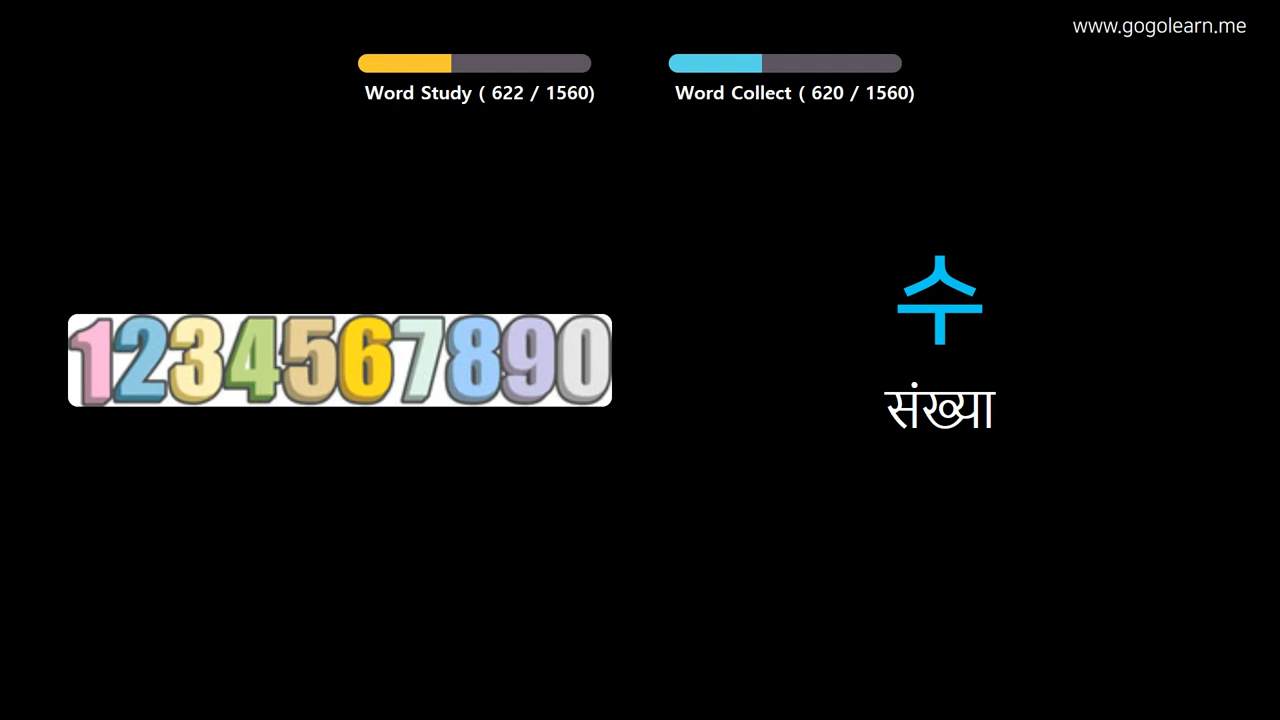 www.gogolearn.me
Word Study ( 622 / 1560)
Word Collect ( 620 / 1560)
1234567890
수
संख्या